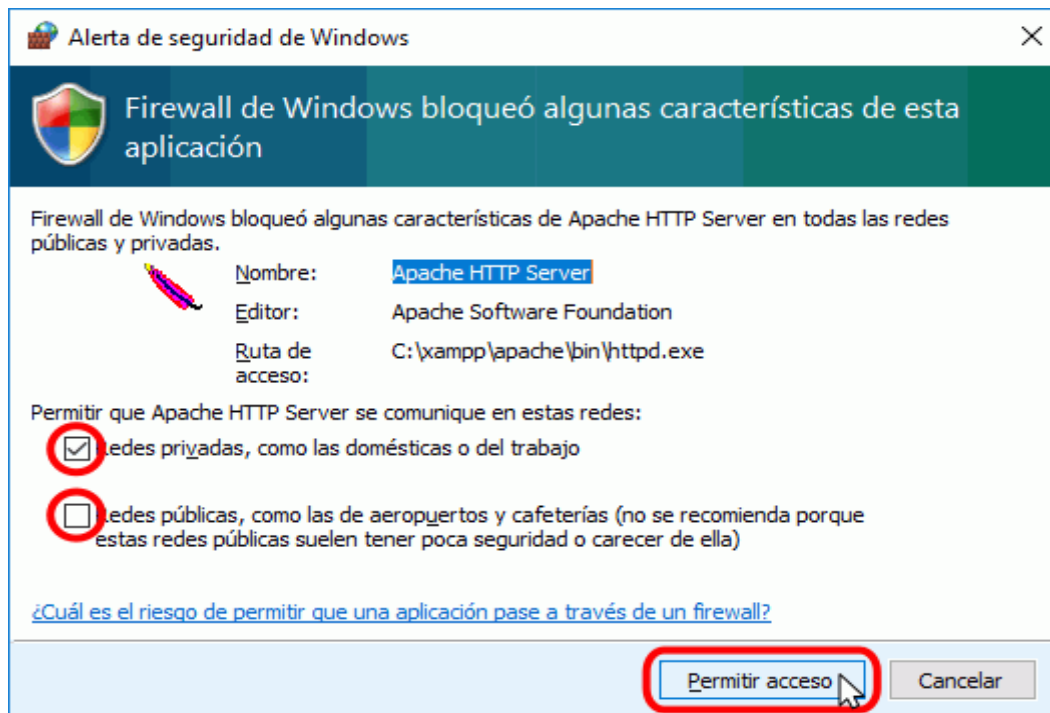 Alerta de seguridad de Windows
Firewall de Windows bloqueó algunas características de esta
aplicación
Firewall de Windows bloqueó algunas características de Apache HTTP Server en todas las redes
públicas y privadas.
Nombre: Apache HTTP Server
Editor: Apache Software Foundation
Ruta de C:\xampp\apache\bin\httpd.exe
acceso:
Permitir que Apache HTTP Server se comunique en estas redes:
Redes privadas, como las domésticas o del trabajo
Redes públicas, como las de aeropuertos y cafeterías (no se recomienda porque
estas redes públicas suelen tener poca seguridad o carecer de ella)
¿Cuál es el riesgo de permitir que una aplicación pase a través de un firewall?
Permitir acceso Cancelar